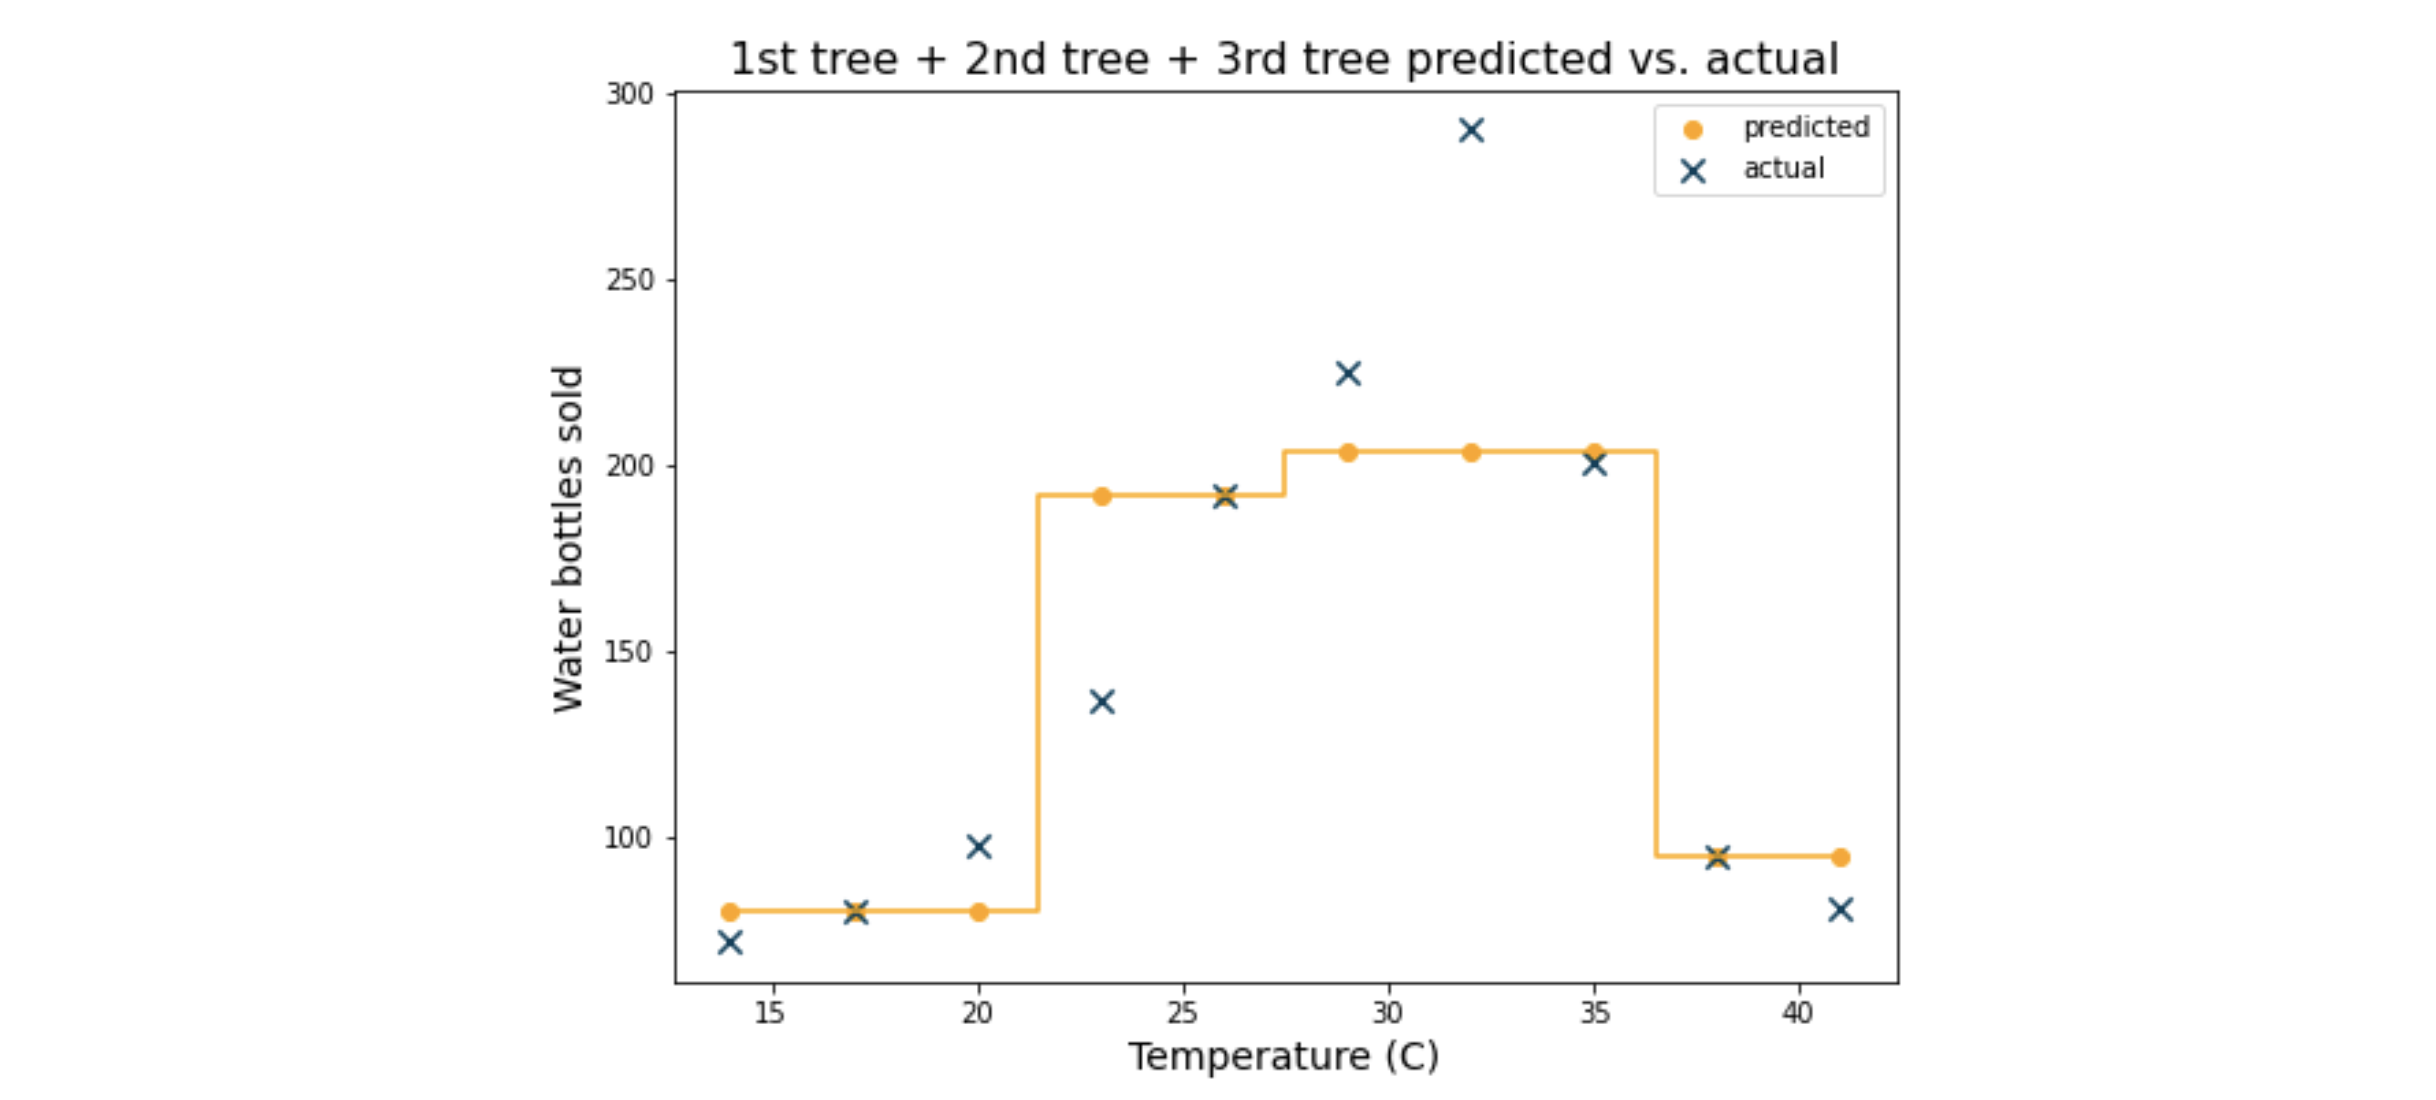 1st tree + 2nd tree + 3rd tree predicted vs. actual
300
250
200
150
100
Water bottles sold
predicted
actual
15 20 25 30 35 40
Temperature (C)